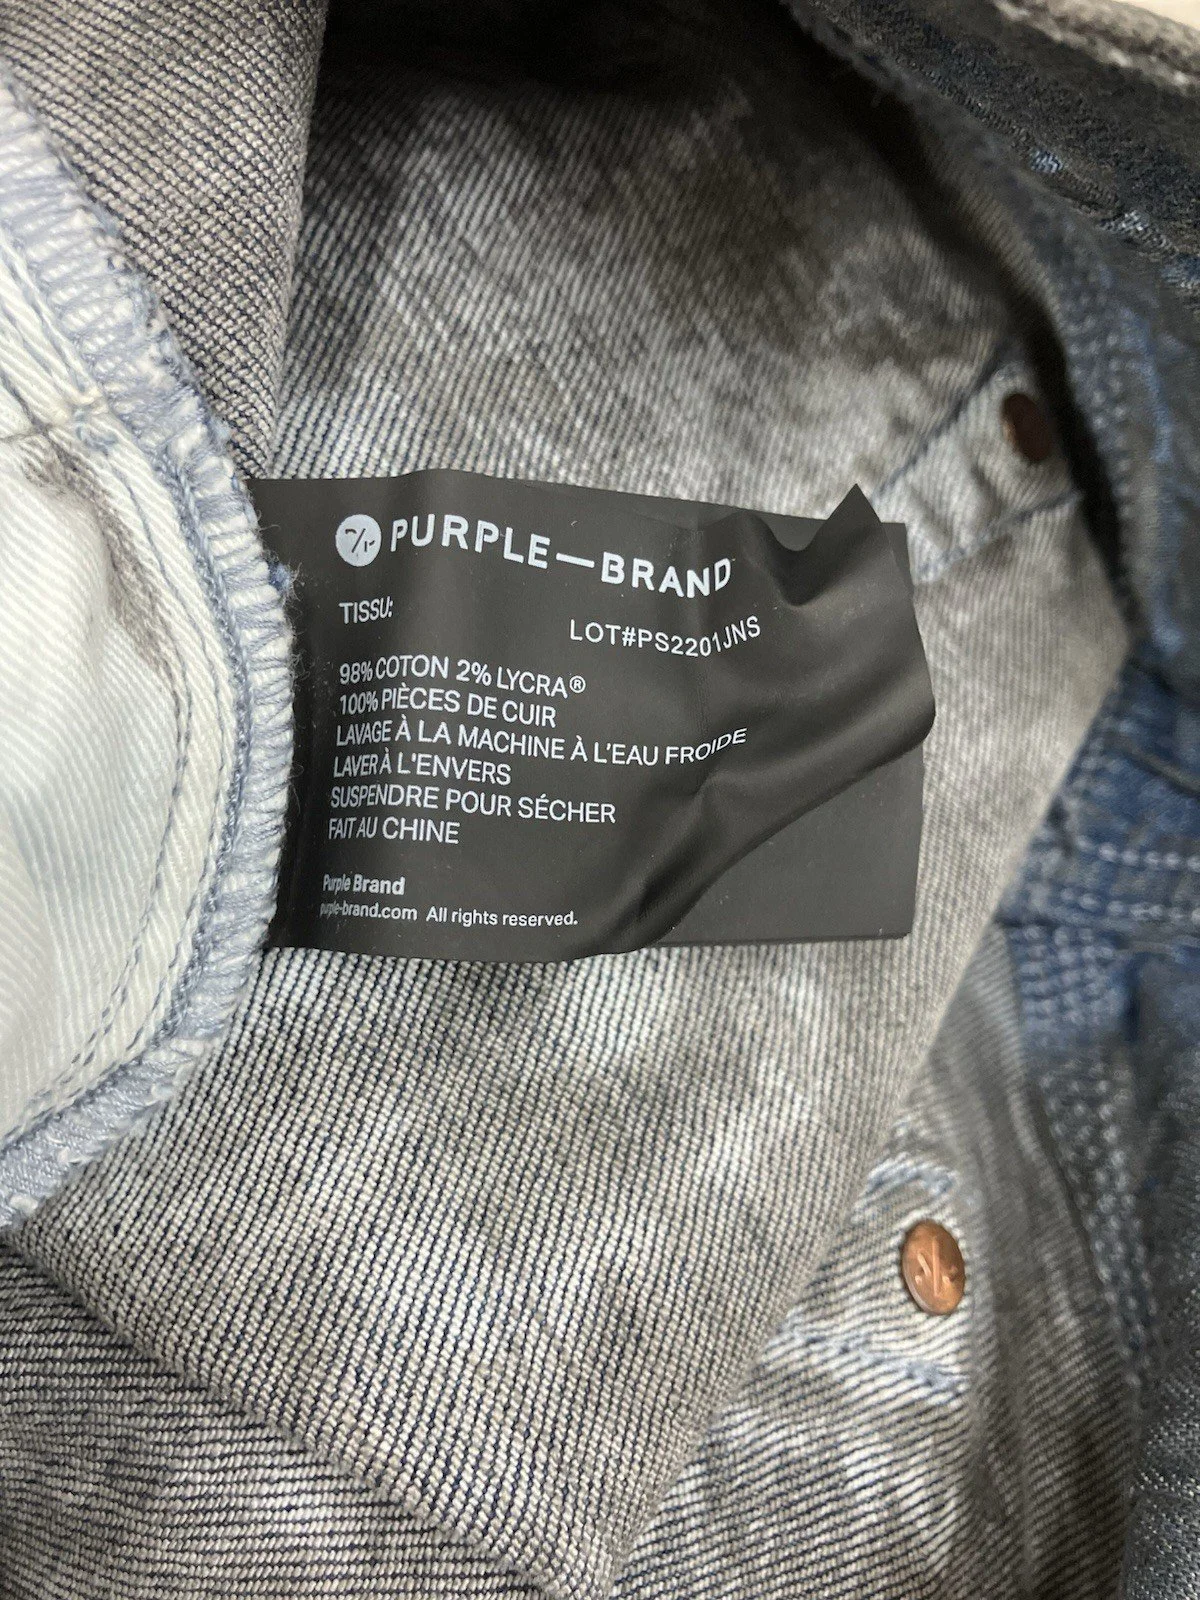 PURPLE—BRAND
TISSU:
LOT#PS2201JNS
98% COTON 2% LYCRA®
100% PIÈCES DE CUIR
LAVAGE À LA MACHINE À L'EAU FROIDE
LAVER À L'ENVERS
SUSPENDRE POUR SÉCHER
FAIT AU CHINE
Purple Brand
purple-brand.com All rights reserved.